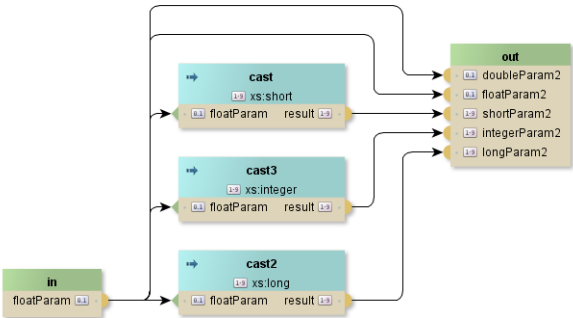 out
doubleParam2
floatParam2
shortParam2
integerParam2
longParam2
cast
xs:short
floatParam result
cast3
xs:integer
floatParam result
cast2
xs:long
floatParam result
in
floatParam